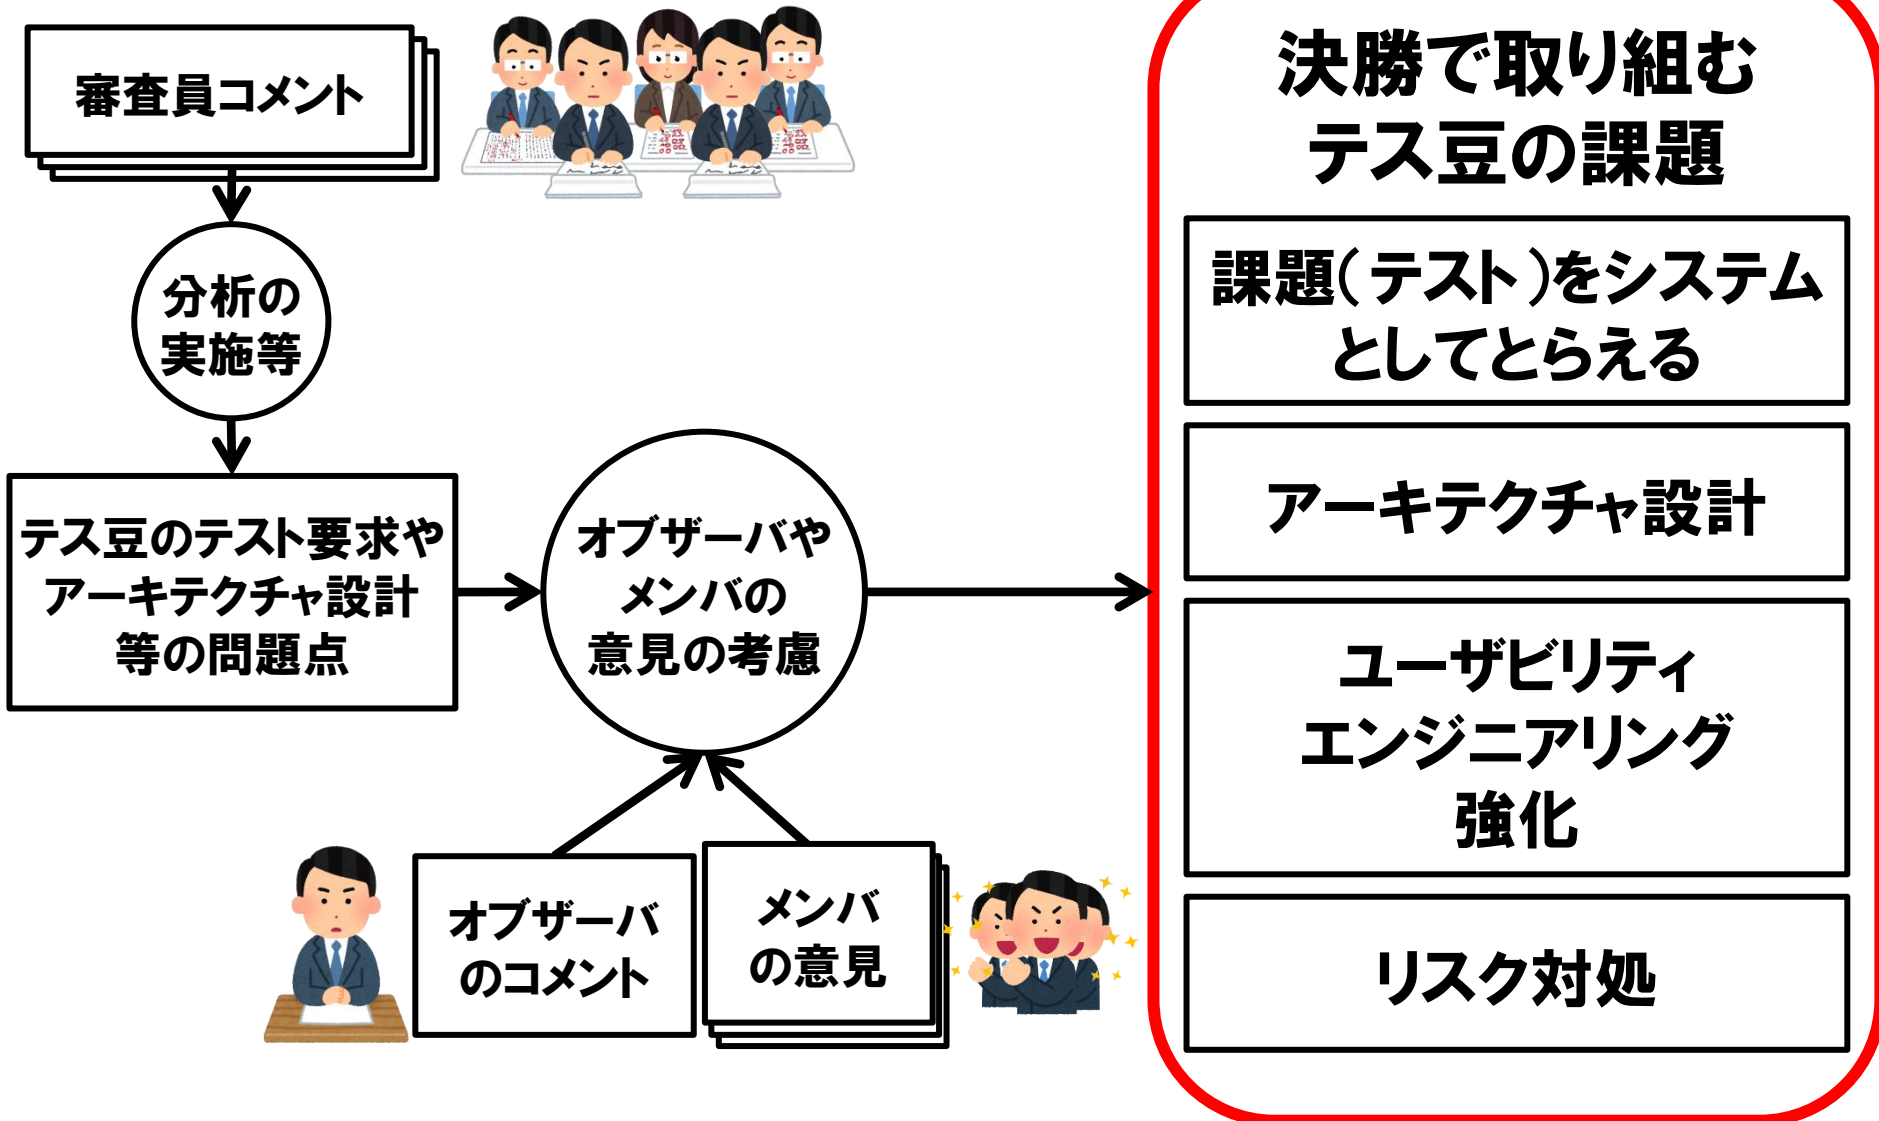 審査員コメント
分析の
実施等
テス豆のテスト要求や
アーキテクチャ設計
等の問題点
オブザーバや
メンバの
意見の考慮
オブザーバ
のコメント
メンバ
の意見
決勝で取り組む
テス豆の課題
課題(テスト)をシステム
としてとらえる
アーキテクチャ設計
ユーザビリティ
エンジニアリング
強化
リスク対処